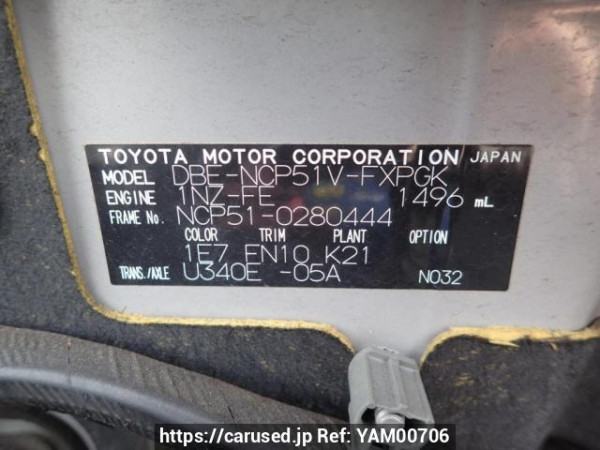 TOYOTA MOTOR CORPORATION JAPAN
MODEL DBE-NCP51V-FXPGK
ENGINE 1NZ-FE 1496 mL
FRAME No. NCP51-0280444
COLOR TRIM PLANT OPTION
1E7 EN10 K21
TRANS./AXLE U340E -05A N032
https://carused.jp Ref: YAM00706